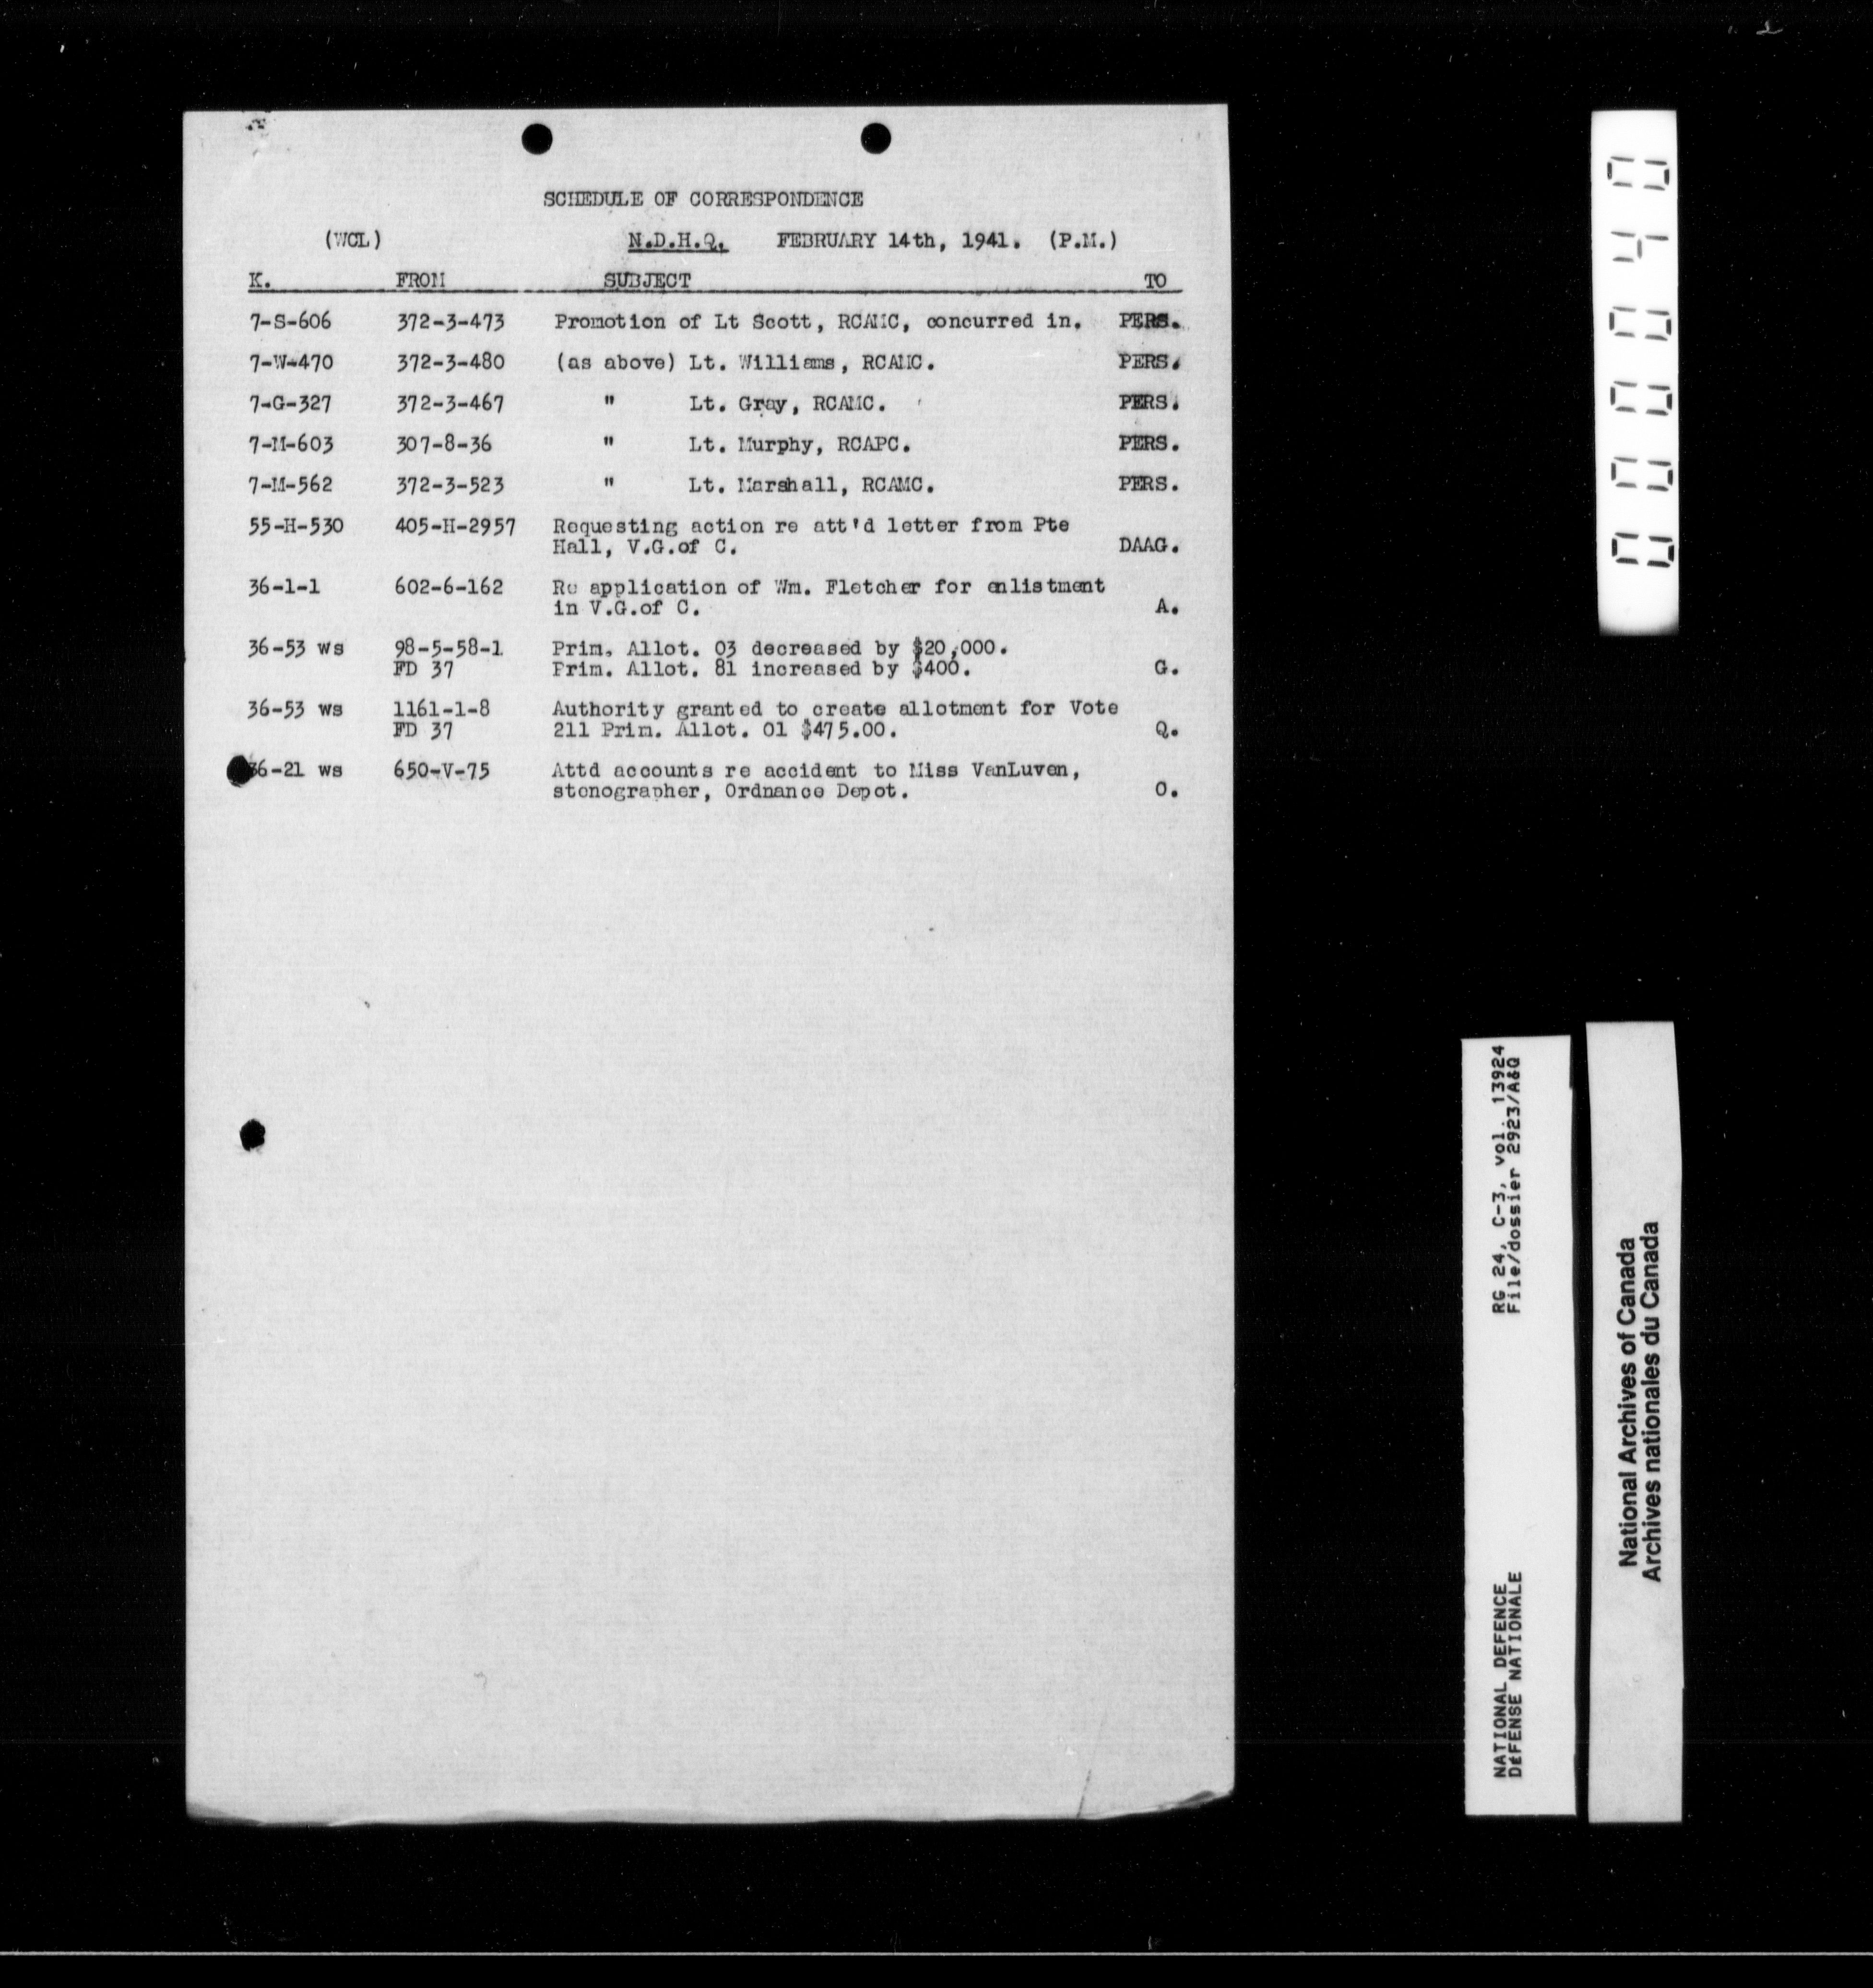 SCHEDULE OF CORRESPONDENCE
(WCL) N.D.H.Q. FEBRUARY 14th, 1941. (P.M.)
K. FROM SUBJECT TO
7-S-606 372-3-473 Promotion of Lt Scott, RCAMC, concurred in. PERS.
7-W-470 372-3-480 (as above) Lt. Williams, RCAMC. PERS.
7-G-327 372-3-467 " Lt. Gray, RCAMC. PERS.
7-M-603 307-8-36 " Lt. Murphy, RCAPC. PERS.
7-M-562 372-3-523 " Lt. Marshall, RCAMC. PERS.
55-H-530 405-H-2957 Requesting action re att'd letter from Pte
Hall, V.G.of C. DAAG.
36-1-1 602-6-162 Re application of Wm. Fletcher for enlistment
in V.G.of C. A.
36-53 ws 98-5-58-1 Prim. Allot. 03 decreased by $20,000.
FD 37 Prim. Allot. 81 increased by $400. G.
36-53 ws 1161-1-8 Authority granted to create allotment for Vote
FD 37 211 Prim. Allot. 01 $475.00. Q.
36-21 ws 650-V-75 Attd accounts re accident to Miss VanLuven,
stenographer, Ordnance Depot. O.
000040
RG 24, C-3, vol. 13924
File/dossier 2923/A&Q
NATIONAL DEFENCE
DéFENSE NATIONALE
National Archives of Canada
Archives nationales du Canada